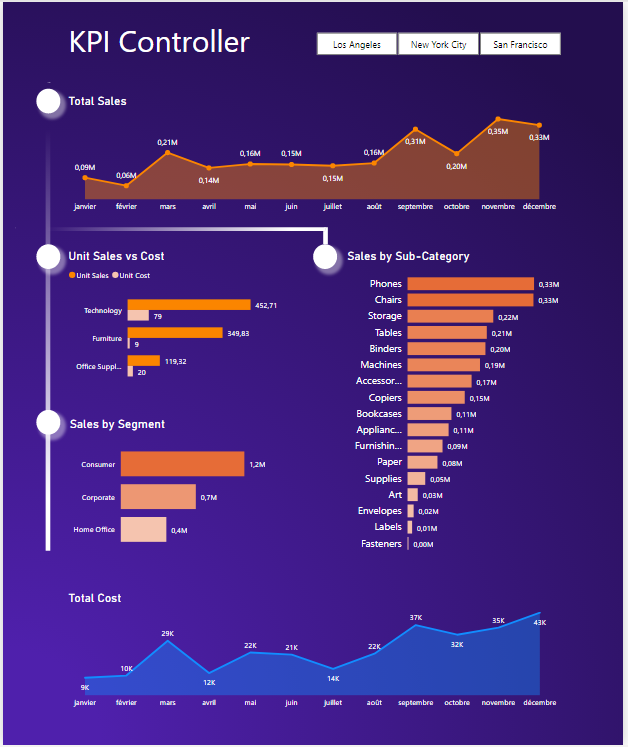 KPI Controller
Los Angeles New York City San Francisco
Total Sales
0,09M 0,06M 0,21M 0,14M 0,16M 0,15M 0,15M 0,16M 0,31M 0,20M 0,35M 0,33M
janvier février mars avril mai juin juillet août septembre octobre novembre décembre
Unit Sales vs Cost
Unit Sales Unit Cost
Technology 452,71
79
Furniture 349,83
9
Office Suppl... 119,32
20
Sales by Segment
Consumer 1,2M
Corporate 0,7M
Home Office 0,4M
Sales by Sub-Category
Phones 0,33M
Chairs 0,33M
Storage 0,22M
Tables 0,21M
Binders 0,20M
Machines 0,19M
Accessor... 0,17M
Copiers 0,15M
Bookcases 0,11M
Applianc... 0,11M
Furnishin... 0,09M
Paper 0,08M
Supplies 0,05M
Art 0,03M
Envelopes 0,02M
Labels 0,01M
Fasteners 0,00M
Total Cost
9K 10K 29K 12K 22K 21K 14K 22K 37K 32K 35K 43K
janvier février mars avril mai juin juillet août septembre octobre novembre décembre